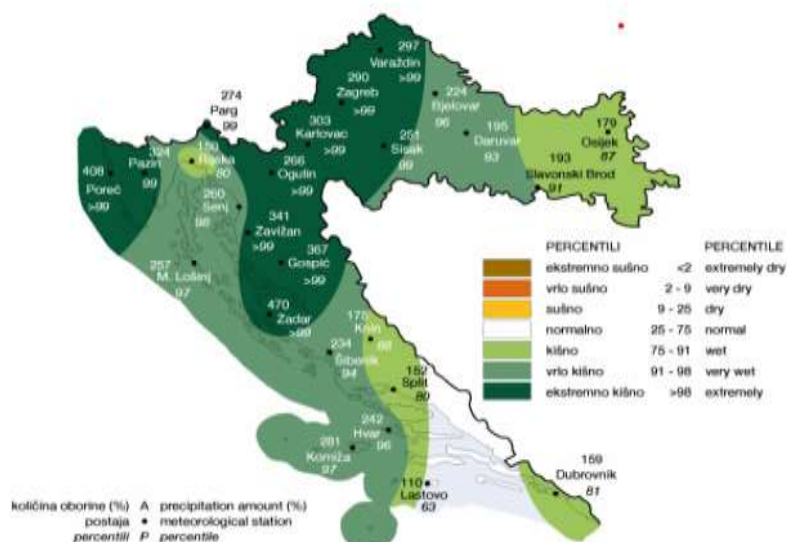 297
Varaždin
>99
290
Zagreb
>99
224
Bjelovar
96
274
Parg
99
303
Karlovac
>99
251
Sisak
99
195
Daruvar
93
179
Osijek
87
193
Slavonski Brod
91
324
Pazin
99
150
Rijeka
80
408
Poreč
>99
266
Ogulin
>99
260
Senj
98
341
Zavižan
>99
367
Gospić
>99
257
M. Lošinj
97
470
Zadar
>99
175
Knin
88
234
Šibenik
94
152
Split
80
242
Hvar
96
281
Komiža
97
110
Lastovo
63
159
Dubrovnik
81
PERCENTILI PERCENTILE
ekstremno sušno <2 extremely dry
vrlo sušno 2 - 9 very dry
sušno 9 - 25 dry
normalno 25 - 75 normal
kišno 75 - 91 wet
vrlo kišno 91 - 98 very wet
ekstremno kišno >98 extremely
količina oborine (%) A precipitation amount (%)
postaja • meteorological station
percentili P percentile